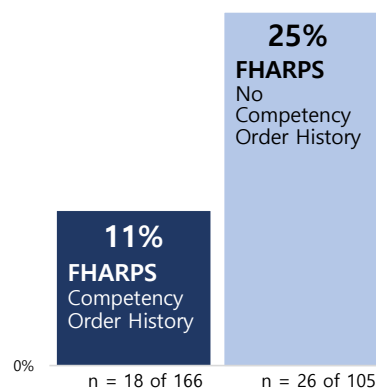 25%
FHARPS
No
Competency
Order History
11%
FHARPS
Competency
Order History
0%
n = 18 of 166
n = 26 of 105